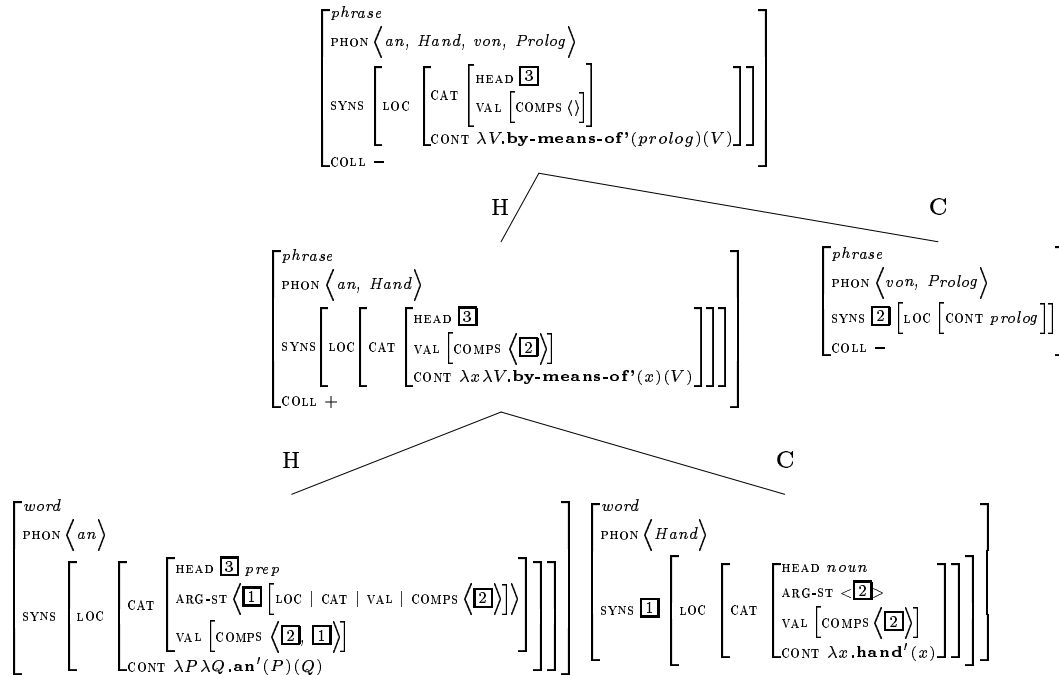 phrase
PHON ⟨an, Hand, von, Prolog⟩
HEAD 3
CAT
VAL [COMPS ⟨⟩]
SYNS LOC
CONT λV.by-means-of'(prolog)(V)
COLL −
H C
phrase
PHON ⟨an, Hand⟩
HEAD 3
SYNS LOC CAT VAL [COMPS ⟨2⟩]
CONT λxλV.by-means-of'(x)(V)
COLL +
phrase
PHON ⟨von, Prolog⟩
SYNS 2 [LOC [CONT prolog]]
COLL −
H C
word
PHON ⟨an⟩
HEAD 3 prep
CAT ARG-ST ⟨1 [LOC | CAT | VAL | COMPS ⟨2⟩]⟩
SYNS LOC
VAL [COMPS ⟨2, 1⟩]
CONT λPλQ.an′(P)(Q)
word
PHON ⟨Hand⟩
HEAD noun
ARG-ST <2>
SYNS 1 LOC CAT
VAL [COMPS ⟨2⟩]
CONT λx.hand′(x)